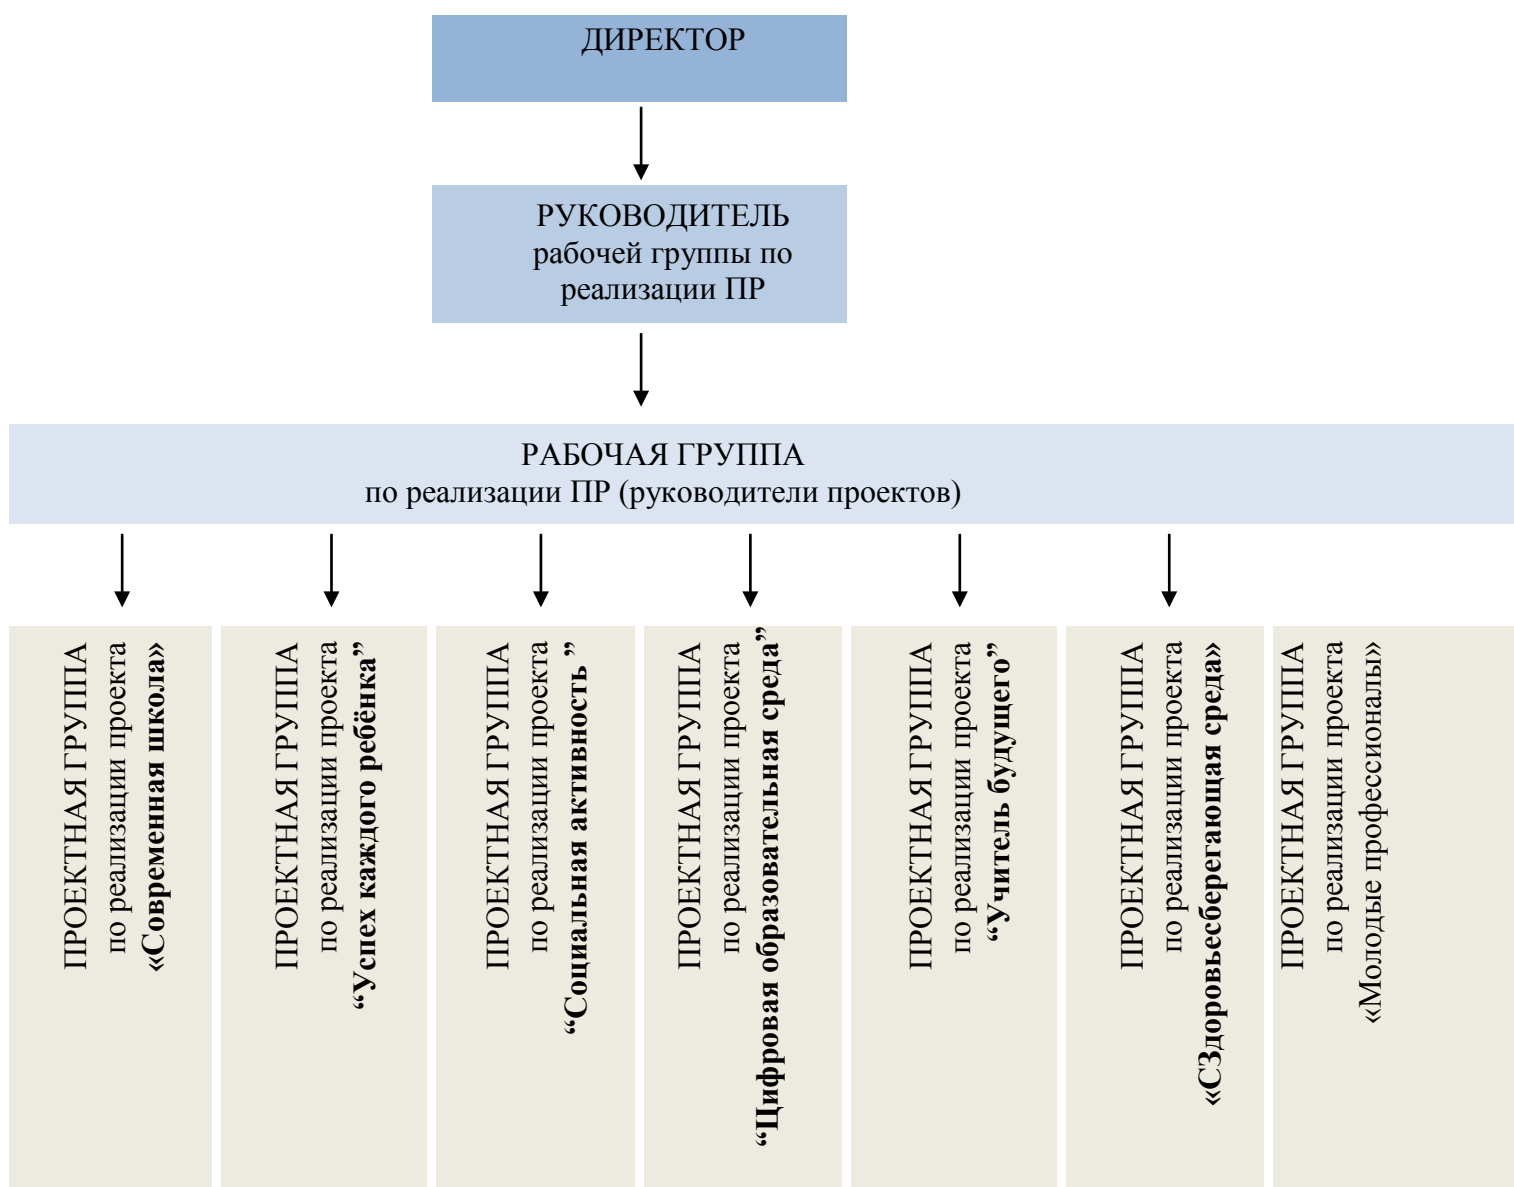 ДИРЕКТОР
РУКОВОДИТЕЛЬ
рабочей группы по
реализации ПР
РАБОЧАЯ ГРУППА
по реализации ПР (руководители проектов)
ПРОЕКТНАЯ ГРУППА
по реализации проекта
«Современная школа»
ПРОЕКТНАЯ ГРУППА
по реализации проекта
“Успех каждого ребёнка”
ПРОЕКТНАЯ ГРУППА
по реализации проекта
“Социальная активность ”
ПРОЕКТНАЯ ГРУППА
по реализации проекта
“Цифровая образовательная среда”
ПРОЕКТНАЯ ГРУППА
по реализации проекта
“Учитель будущего”
ПРОЕКТНАЯ ГРУППА
по реализации проекта
«СЗдоровьесберегающая среда»
ПРОЕКТНАЯ ГРУППА
по реализации проекта
«Молодые профессионалы»